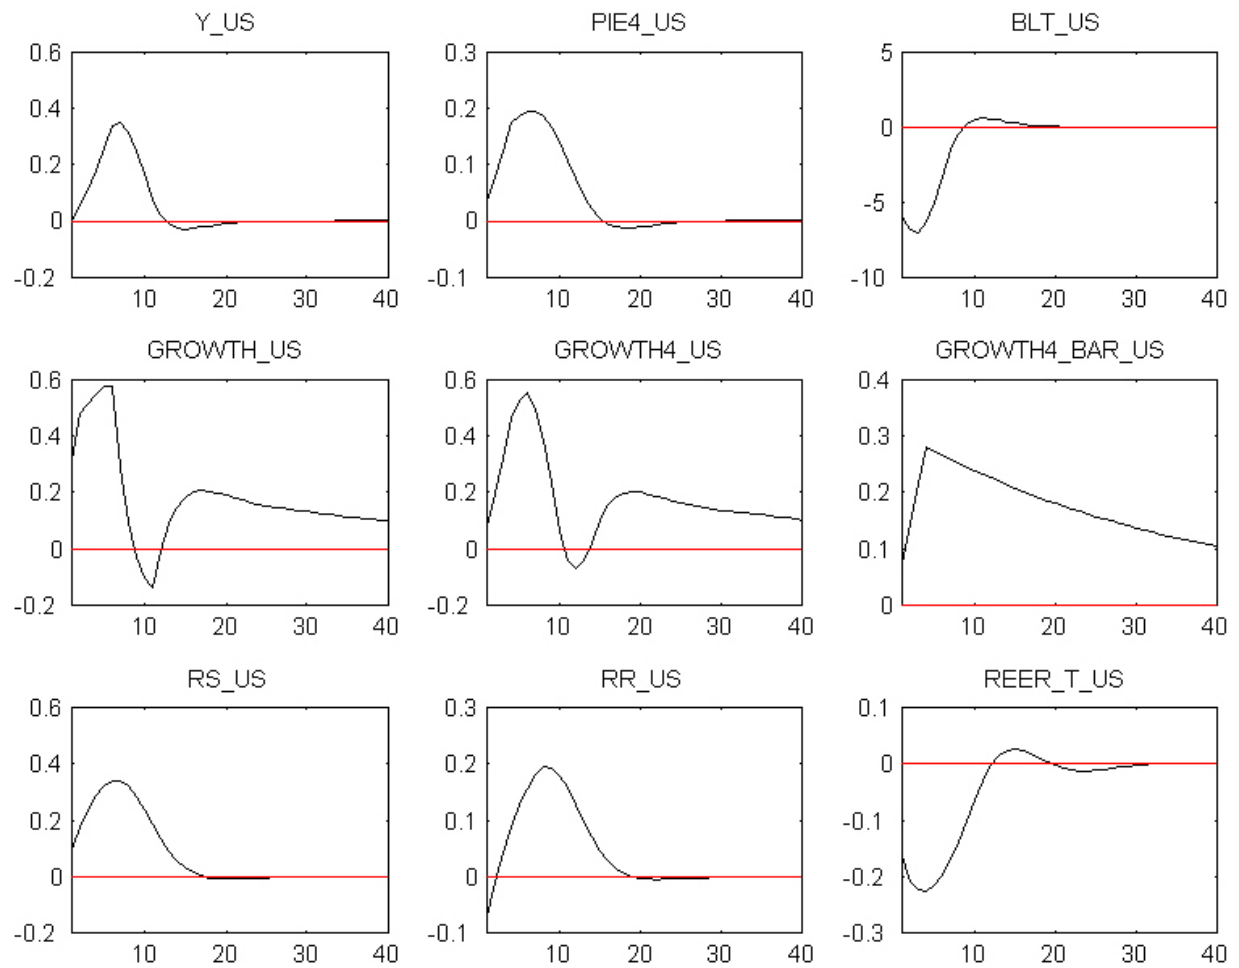 Y_US PIE4_US BLT_US
0.6 0.3 5
0.4 0.2 0
0.2 0.1 -5
0 0
-0.2 -0.1 -10
10 20 30 40 10 20 30 40 10 20 30 40
GROWTH_US GROWTH4_US GROWTH4_BAR_US
0.6 0.6 0.4
0.4 0.4 0.3
0.2 0.2 0.2
0 0 0.1
-0.2 -0.2 0
10 20 30 40 10 20 30 40 10 20 30 40
RS_US RR_US REER_T_US
0.6 0.3 0.1
0.4 0.2 0
0.2 0.1 -0.1
0 0 -0.2
-0.2 -0.1 -0.3
10 20 30 40 10 20 30 40 10 20 30 40